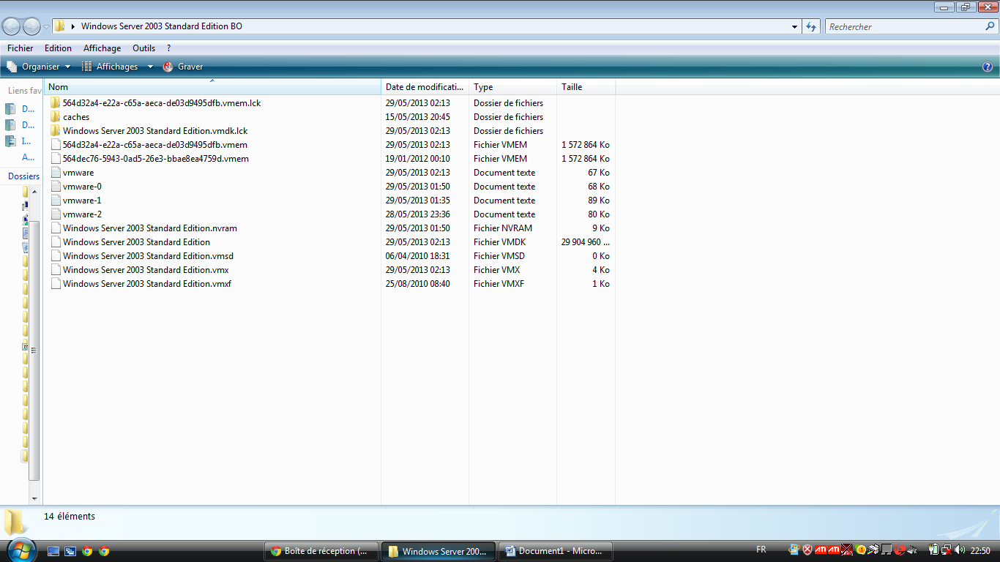 Windows Server 2003 Standard Edition BO
Rechercher
Fichier Edition Affichage Outils ?
Organiser Affichages Graver
Liens fav
D...
D...
I...
A...
Dossiers
Nom Date de modificati... Type Taille
564d32a4-e22a-c65a-aeca-de03d9495dfb.vmem.lck 29/05/2013 02:13 Dossier de fichiers
caches 15/05/2013 20:45 Dossier de fichiers
Windows Server 2003 Standard Edition.vmdk.lck 29/05/2013 02:13 Dossier de fichiers
564d32a4-e22a-c65a-aeca-de03d9495dfb.vmem 29/05/2013 02:13 Fichier VMEM 1 572 864 Ko
564dec76-5943-0ad5-26e3-bbae8ea4759d.vmem 19/01/2012 00:10 Fichier VMEM 1 572 864 Ko
vmware 29/05/2013 02:13 Document texte 67 Ko
vmware-0 29/05/2013 01:50 Document texte 68 Ko
vmware-1 29/05/2013 01:35 Document texte 89 Ko
vmware-2 28/05/2013 23:36 Document texte 80 Ko
Windows Server 2003 Standard Edition.nvram 29/05/2013 01:50 Fichier NVRAM 9 Ko
Windows Server 2003 Standard Edition 29/05/2013 02:13 Fichier VMDK 29 904 960 ...
Windows Server 2003 Standard Edition.vmsd 06/04/2010 18:31 Fichier VMSD 0 Ko
Windows Server 2003 Standard Edition.vmx 29/05/2013 02:13 Fichier VMX 4 Ko
Windows Server 2003 Standard Edition.vmxf 25/08/2010 08:40 Fichier VMXF 1 Ko
14 éléments
Boîte de réception (... Windows Server 200... Document1 - Micro... FR ATI ATI 22:50